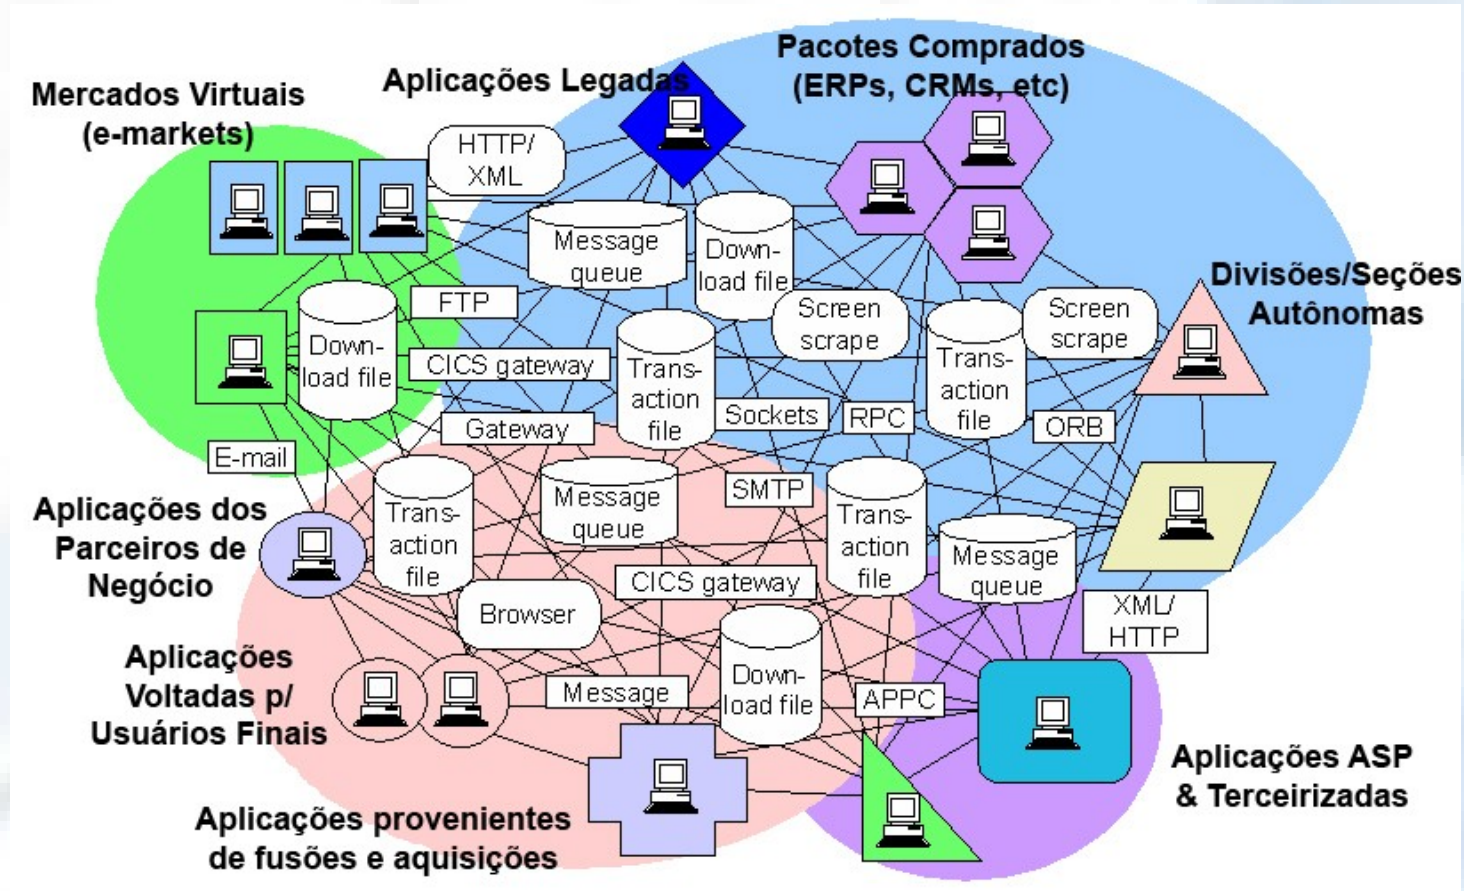 Pacotes Comprados
(ERPs, CRMs, etc)
Aplicações Legadas
Mercados Virtuais
(e-markets)
HTTP/
XML
Message
queue
Down-
load file
Divisões/Seções
Autônomas
FTP
Screen
scrape
Screen
scrape
Down-
load file
CICS gateway
Trans-
action
file
Trans-
action
file
Sockets
RPC
ORB
Gateway
E-mail
SMTP
Aplicações dos
Parceiros de
Negócio
Trans-
action
file
Message
queue
Trans-
action
file
Message
queue
CICS gateway
Browser
XML/
HTTP
Aplicações
Voltadas p/
Usuários Finais
Message
Down-
load file
APPC
Aplicações ASP
& Terceirizadas
Aplicações provenientes
de fusões e aquisições